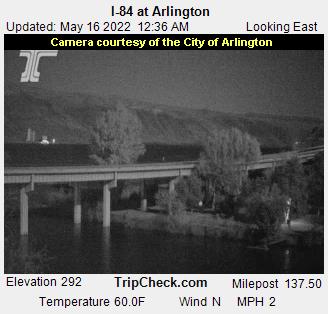 I-84 at Arlington
Updated: May 16 2022 12:36 AM Looking East
Camera courtesy of the City of Arlington
Elevation 292 TripCheck.com Milepost 137.50
Temperature 60.0F Wind N MPH 2